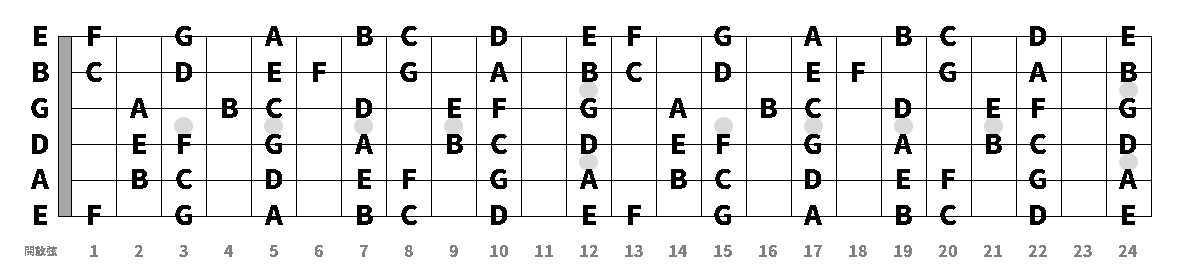 E F G A B C D E F G A B C D E
B C D E F G A B C D E F G A B
G A B C D E F G A B C D E F G
D E F G A B C D E F G A B C D
A B C D E F G A B C D E F G A
E F G A B C D E F G A B C D E
開放弦 1 2 3 4 5 6 7 8 9 10 11 12 13 14 15 16 17 18 19 20 21 22 23 24